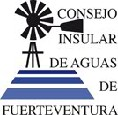 CONSEJO
INSULAR
DE AGUAS
DE
FUERTEVENTURA